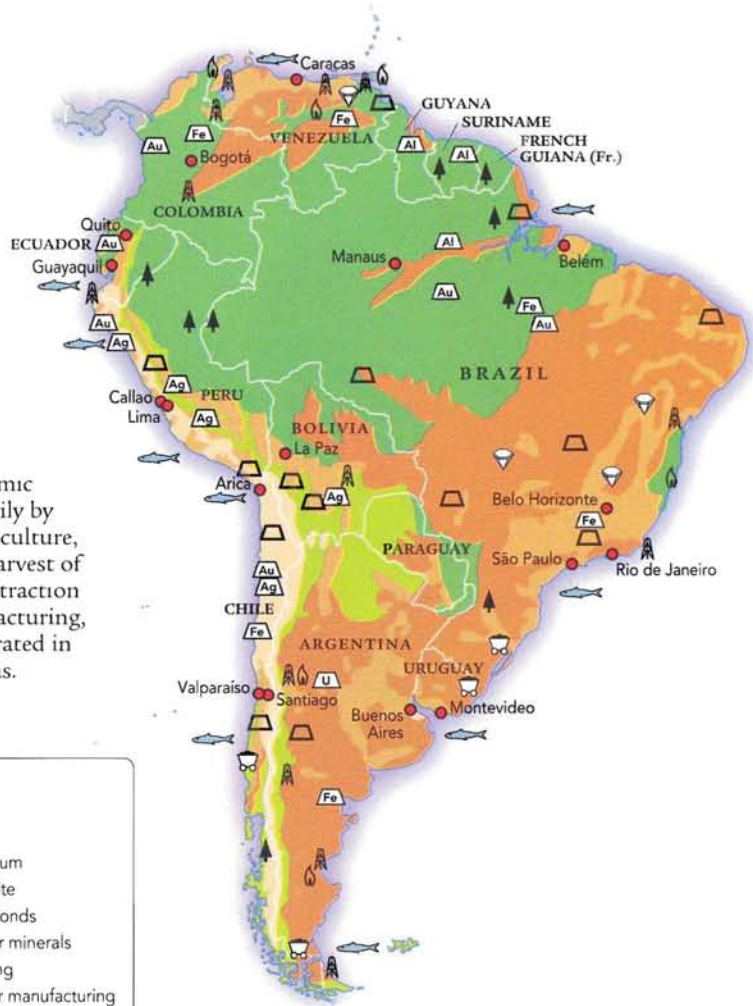 Caracas
GUYANA
SURINAME
FRENCH
GUIANA (Fr.)
Fe
VENEZUELA
Al
Al
Au
Fe
Bogotá
COLOMBIA
Quito
ECUADOR
Au
Guayaquil
Manaus
Al
Belém
Au
Fe
Au
Au
Ag
BRAZIL
Ag
PERU
Callao
Lima
Ag
BOLIVIA
La Paz
Arica
Ag
Belo Horizonte
Fe
PARAGUAY
São Paulo
Rio de Janeiro
Au
Ag
CHILE
Fe
ARGENTINA
URUGUAY
U
Valparaíso
Santiago
Buenos
Aires
Montevideo
Fe
mic
ily by
culture,
arvest of
traction
acturing,
rated in
as.
um
te
onds
r minerals
ng
r manufacturing